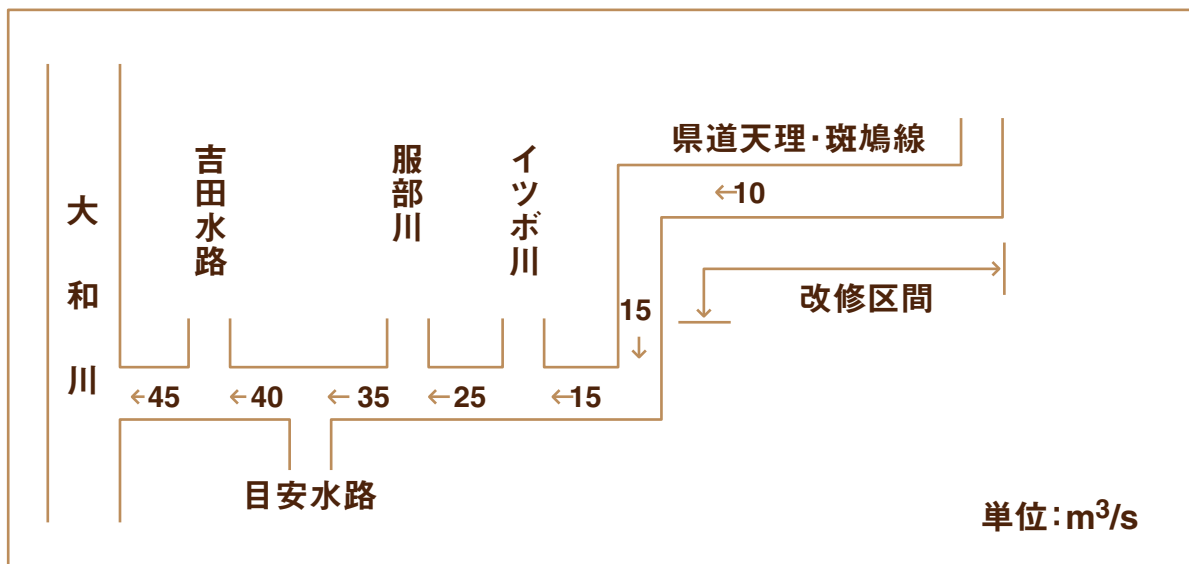 県道天理・斑鳩線
←10
吉田水路
服部川
イツボ川
大和川
改修区間
15
↓
←45
←40
←35
←25
←15
目安水路
単位：m³/s